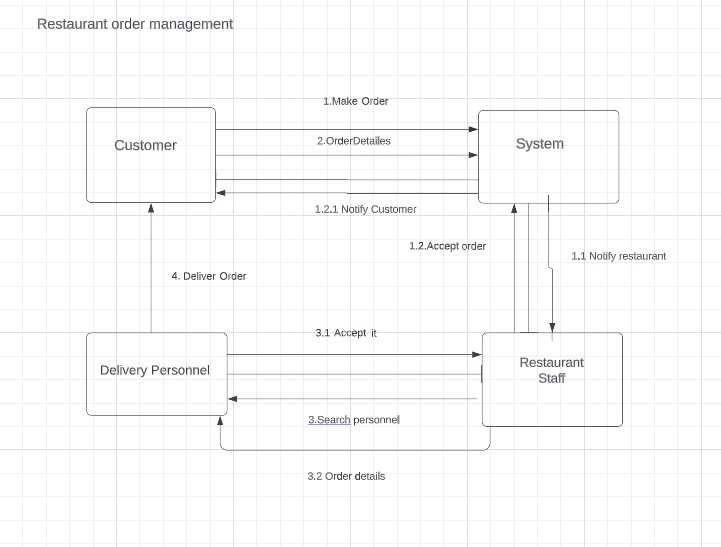 Restaurant order management
1.Make Order
Customer
System
2.OrderDetailes
1.2.1 Notify Customer
1.2.Accept order
1.1 Notify restaurant
4. Deliver Order
3.1 Accept it
Delivery Personnel
Restaurant
Staff
3.Search personnel
3.2 Order details